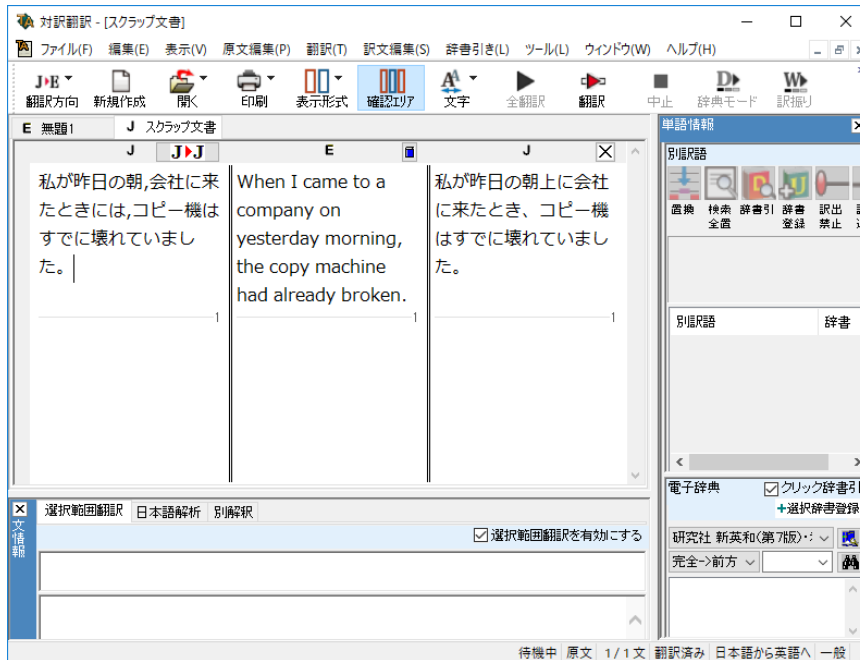 対訳翻訳 - [スクラップ文書]
ファイル(F) 編集(E) 表示(V) 原文編集(P) 翻訳(T) 訳文編集(S) 辞書引き(L) ツール(L) ウィンドウ(W) ヘルプ(H)
J▶E
翻訳方向 新規作成 開く 印刷 表示形式 確認エリア 文字 全翻訳 翻訳 中止 辞典モード 訳振り
E 無題1 J スクラップ文書
J J▶J
私が昨日の朝,会社に来
たときには,コピー機は
すでに壊れていまし
た。
1
E
When I came to a
company on
yesterday morning,
the copy machine
had already broken.
1
J
私が昨日の朝上に会社
に来たとき、コピー機
はすでに壊れていまし
た。
1
単語情報
別訳語
置換 検索全置 辞書引 辞書登録 訳出禁止
別訳語 辞書
電子辞典 クリック辞書引
+選択辞書登録
研究社 新英和(第7版)・
完全->前方
文情報
選択範囲翻訳 日本語解析 別解釈
選択範囲翻訳を有効にする
待機中 原文 1/1文 翻訳済み 日本語から英語へ 一般